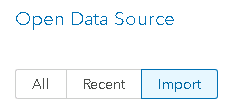 Open Data Source
All Recent Import